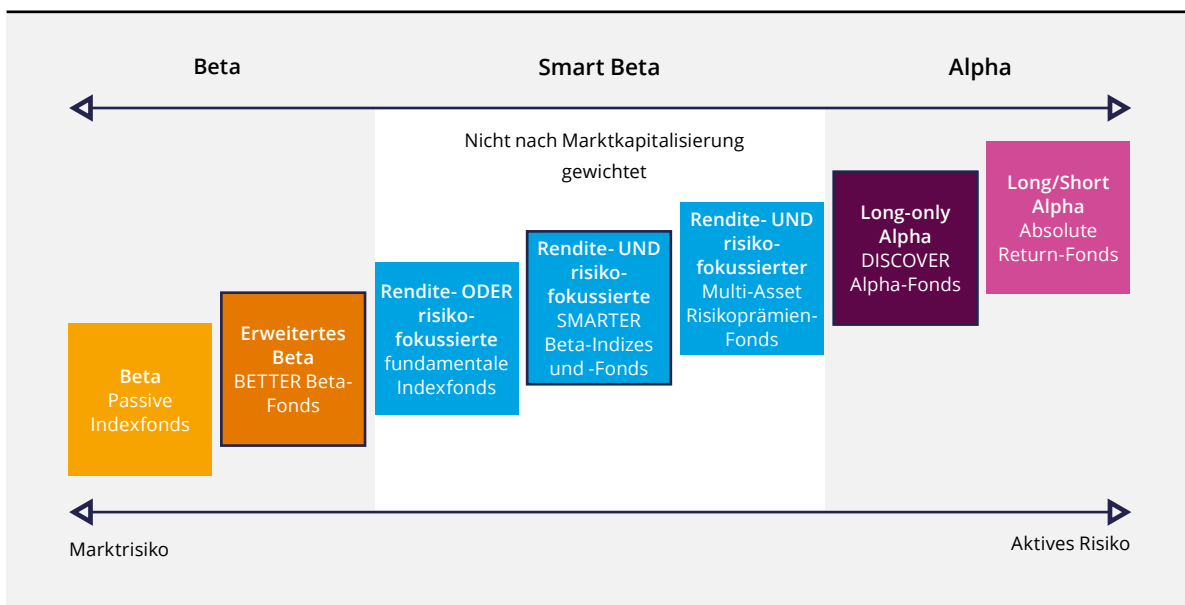 Beta
Smart Beta
Alpha
Nicht nach Marktkapitalisierung
gewichtet
Beta
Passive
Indexfonds
Erweitertes
Beta
BETTER Beta-
Fonds
Rendite- ODER
risiko-
fokussierte
fundamentale
Indexfonds
Rendite- UND
risiko-
fokussierte
SMARTER
Beta-Indizes
und -Fonds
Rendite- UND
risiko-
fokussierter
Multi-Asset
Risikoprämien-
Fonds
Long-only
Alpha
DISCOVER
Alpha-Fonds
Long/Short
Alpha
Absolute
Return-Fonds
Marktrisiko
Aktives Risiko